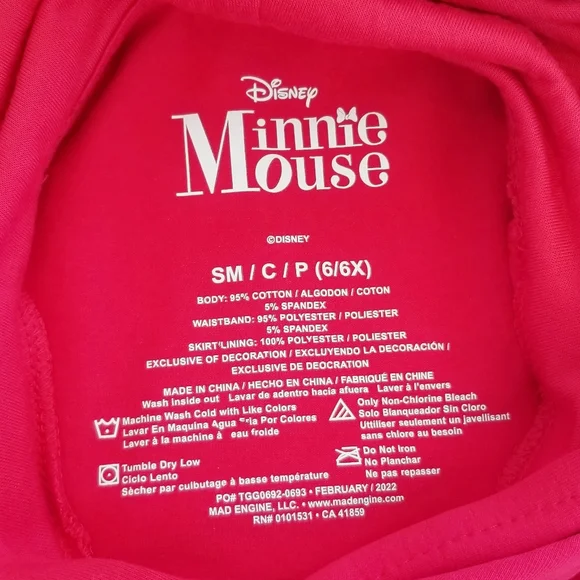 Disney
Minnie
Mouse
©DISNEY
SM / C / P (6/6X)
BODY: 95% COTTON / ALGODON / COTON
5% SPANDEX
WAISTBAND: 95% POLYESTER / POLIESTER
5% SPANDEX
SKIRT'LINING: 100% POLYESTER / POLIESTER
EXCLUSIVE OF DECORATION / EXCLUYENDO LA DECORACIÓN /
EXCLUSIVE DE DÉOCRATION
MADE IN CHINA / HECHO EN CHINA / FABRIQUÉ EN CHINE
Wash inside out Lavar de adentro hacía afuera Laver à l'envers
Machine Wash Cold with Like Colors
Lavar En Maquina Agua Fria Por Colores
Laver à la machine à eau froide
Only Non-Chlorine Bleach
Solo Blanqueador Sin Cloro
Utiliser seulement un javellisant
sans chlore au besoin
Tumble Dry Low
Ciclo Lento
Sècher par culbutage à basse température
Do Not Iron
No Planchar
Ne pas repasser
PO# TGG0692-0693 • FEBRUARY / 2022
MAD ENGINE, LLC • www.madengine.com
RN# 0101531 • CA 41859